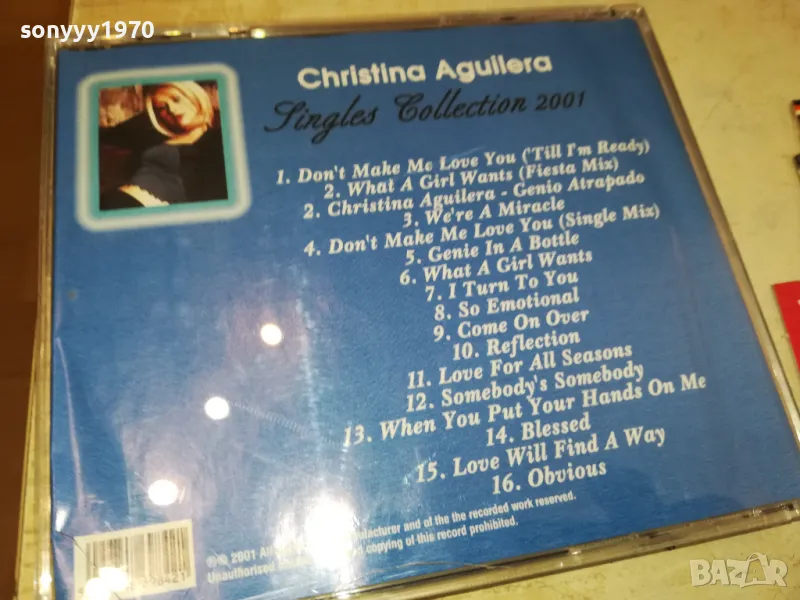 sonyyy1970
Christina Aguilera
Singles Collection 2001
1. Don't Make Me Love You ('Till I'm Ready)
2. What A Girl Wants (Fiesta Mix)
2. Christina Aguilera - Genio Atrapado
3. We're A Miracle
4. Don't Make Me Love You (Single Mix)
5. Genie In A Bottle
6. What A Girl Wants
7. I Turn To You
8. So Emotional
9. Come On Over
10. Reflection
11. Love For All Seasons
12. Somebody's Somebody
13. When You Put Your Hands On Me
14. Blessed
15. Love Will Find A Way
16. Obvious
℗© 2001 All and of the the recorded work reserved.
Unauthorised copying of this record prohibited.
BAZAR